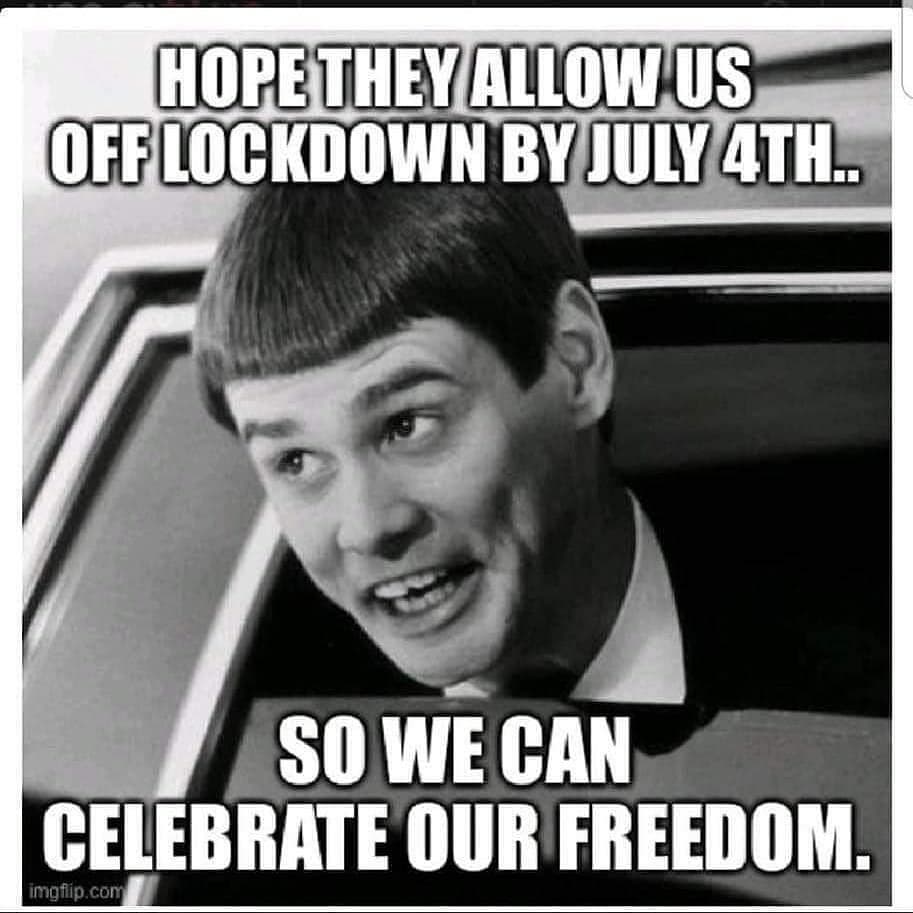 HOPE THEY ALLOW US
OFF LOCKDOWN BY JULY 4TH..
SO WE CAN
CELEBRATE OUR FREEDOM.
imgflip.com